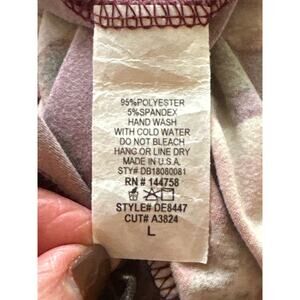 95%POLYESTER
5%SPANDEX
HAND WASH
WITH COLD WATER
DO NOT BLEACH
HANG OR LINE DRY
MADE IN U.S.A.
STY# DB18080081
RN # 144758
STYLE# DE8447
CUT# A3824
L